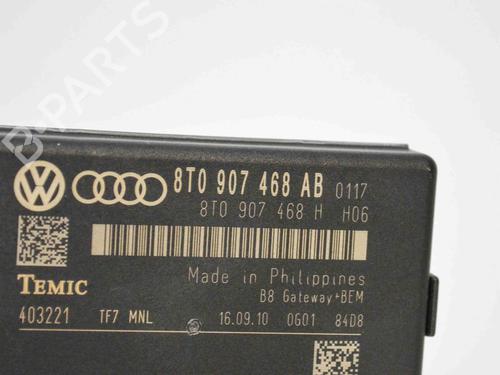 B-PARTS
8T0 907 468 AB 0117
8T0 907 468 H H06
Made in Philippines
TEMIC
B8 Gateway+BEM
403221 TF7 MNL 16.09.10 0601 84D8